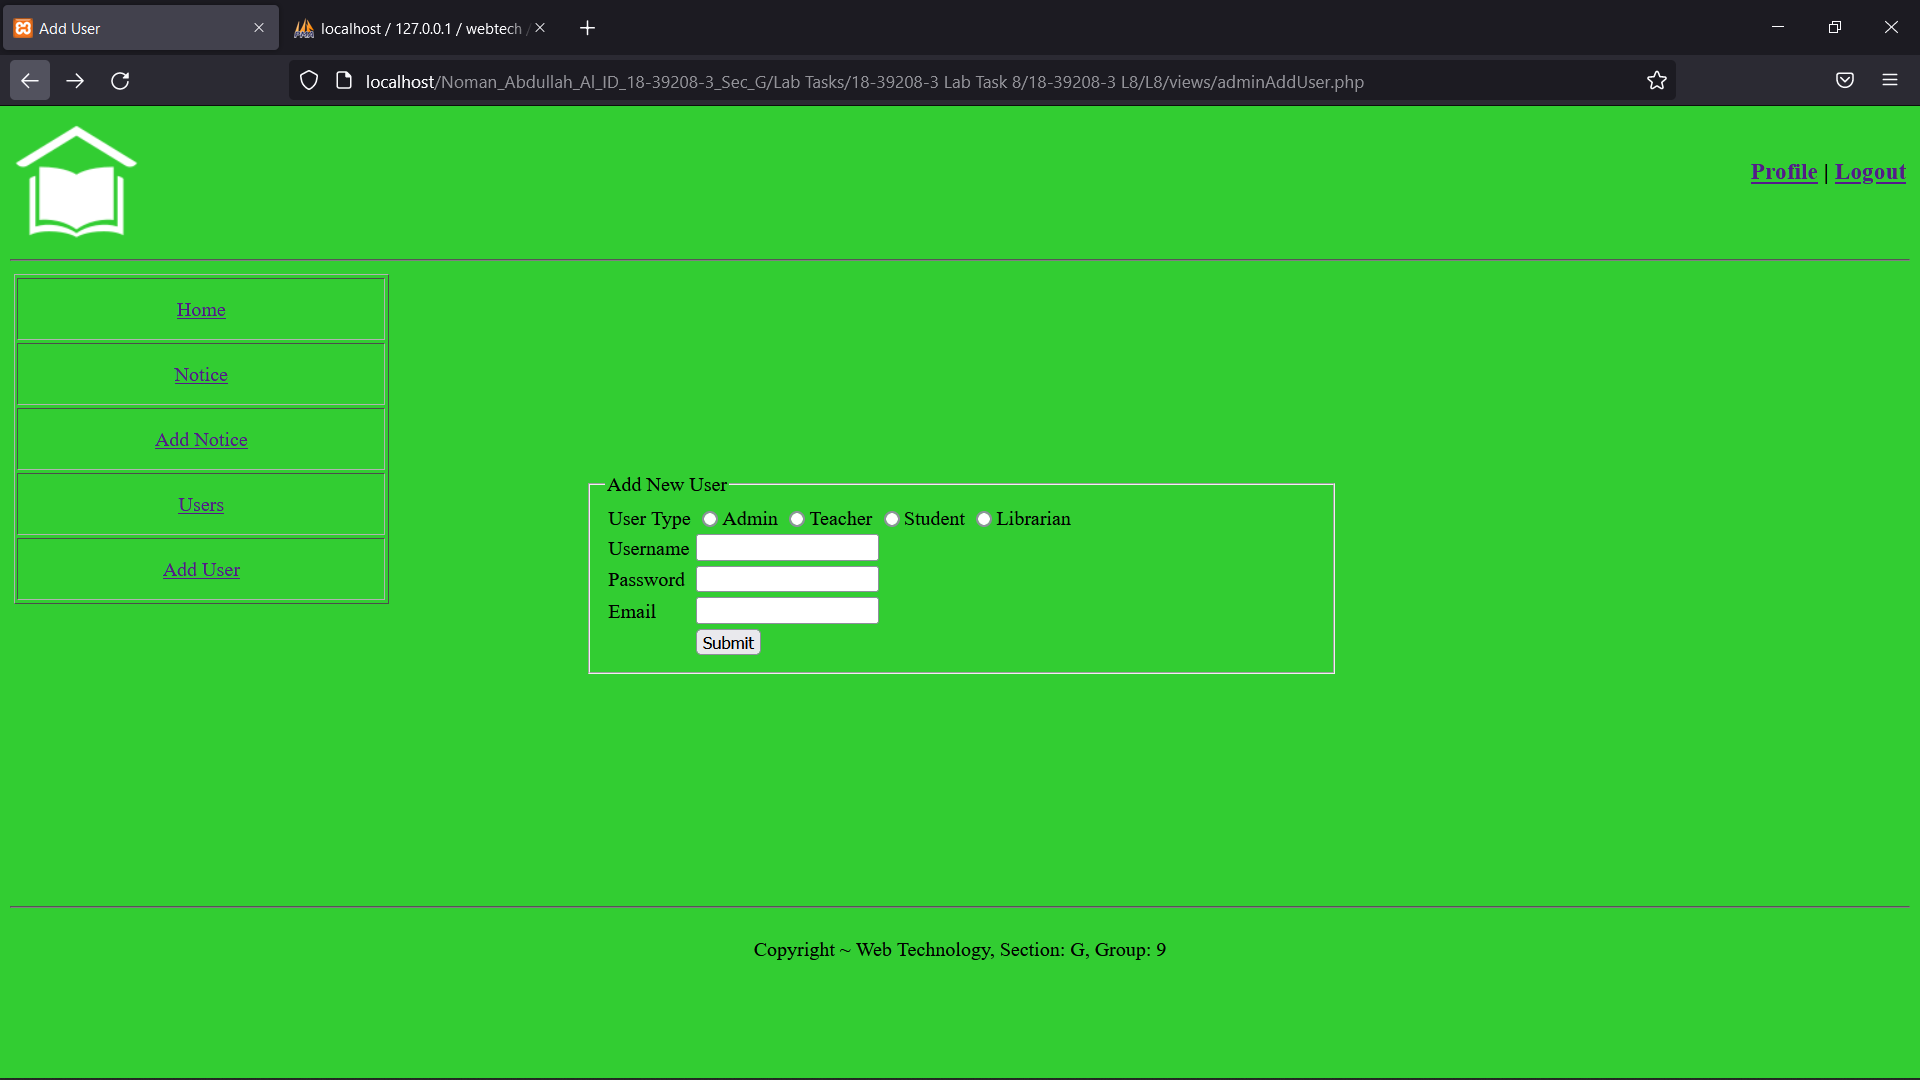 Add User
localhost / 127.0.0.1 / webtech /
localhost/Noman_Abdullah_Al_ID_18-39208-3_Sec_G/Lab Tasks/18-39208-3 Lab Task 8/18-39208-3 L8/L8/views/adminAddUser.php
Profile | Logout
Home
Notice
Add Notice
Users
Add User
Add New User
User Type Admin Teacher Student Librarian
Username
Password
Email
Submit
Copyright ~ Web Technology, Section: G, Group: 9